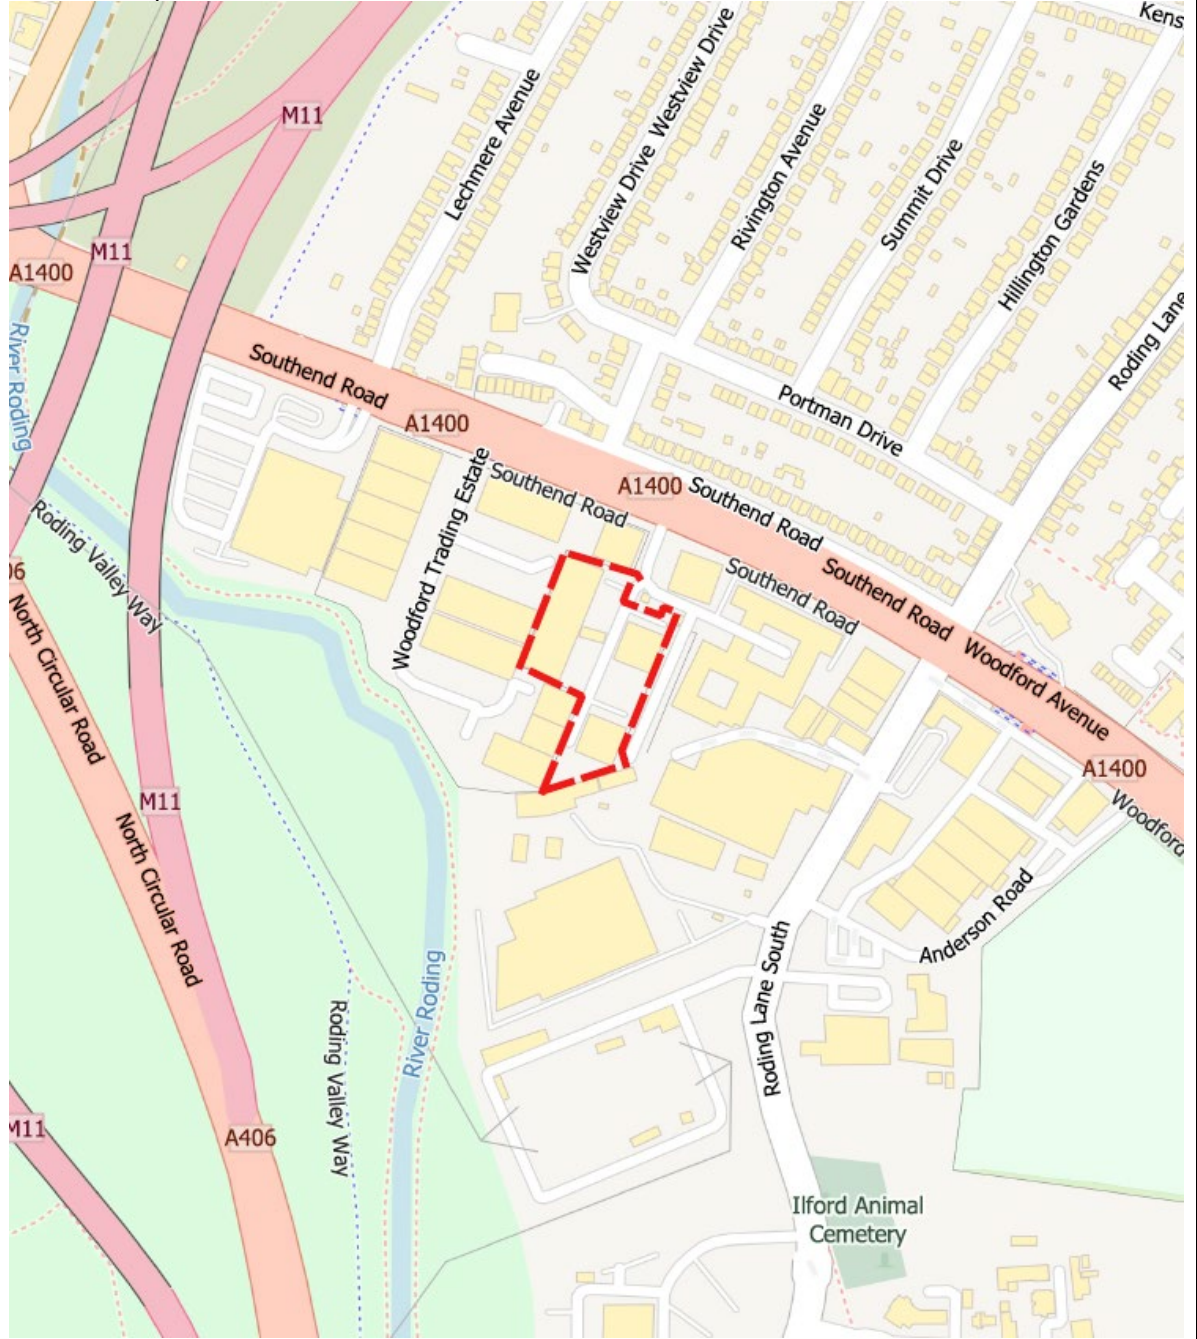 Kens
M11
Lechmere Avenue
Westview Drive
Westview Drive
Rivington Avenue
Summit Drive
Hillington Gardens
M11
A1400
Roding Lane
River Roding
Southend Road
A1400
Portman Drive
Woodford Trading Estate
Southend Road
A1400
Southend Road
Roding Valley Way
Southend Road
Southend Road
06
Woodford Avenue
North Circular Road
A1400
M11
Woodford
North Circular Road
Anderson Road
Roding Lane South
River Roding
Roding Valley Way
M11
A406
Ilford Animal
Cemetery